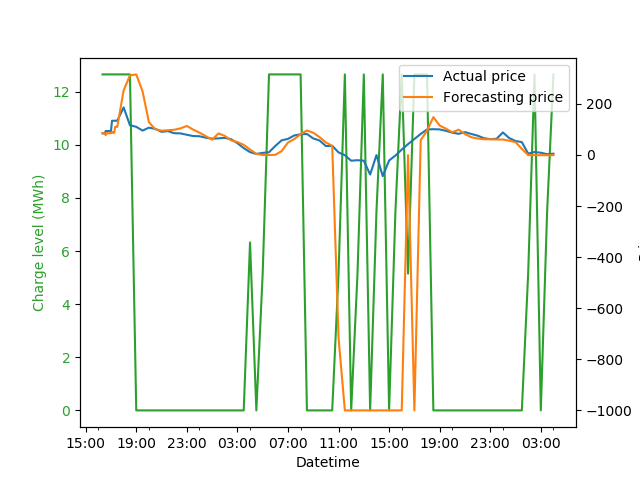 Actual price
Forecasting price
12
10
8
6
4
2
0
200
0
−200
−400
−600
−800
−1000
Charge level (MWh)
15:00 19:00 23:00 03:00 07:00 11:00 15:00 19:00 23:00 03:00
Datetime